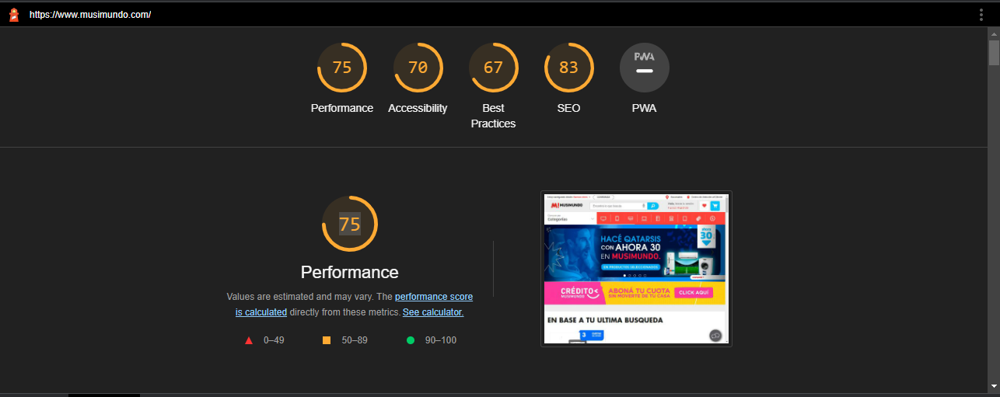 https://www.musimundo.com/
75
70
67
83
PWA
Performance
Accessibility
Best
Practices
SEO
PWA
75
Performance
Values are estimated and may vary. The performance score
is calculated directly from these metrics. See calculator.
0–49
50–89
90–100
MUSIMUNDO
Categorías
HACÉ QATARSIS
CON AHORA 30
EN MUSIMUNDO.
EN PRODUCTOS SELECCIONADOS
ahora
30
CRÉDITO
MUSIMUNDO
ABONÁ TU CUOTA
SIN MOVERTE DE TU CASA
CLICK AQUÍ
EN BASE A TU ULTIMA BUSQUEDA
3